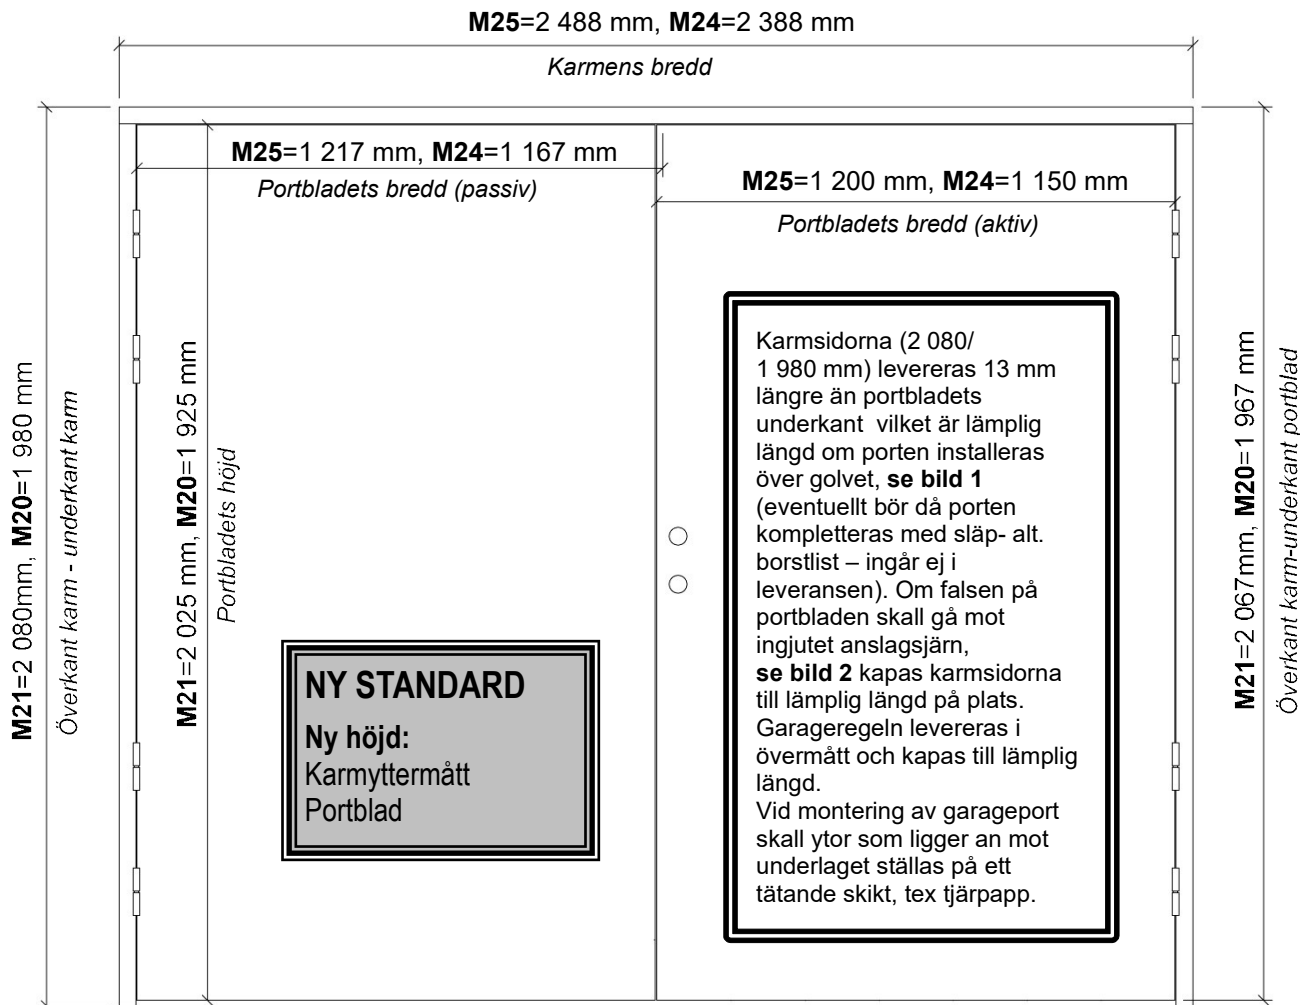 M25=2 488 mm, M24=2 388 mm
Karmens bredd
M25=1 217 mm, M24=1 167 mm
Portbladets bredd (passiv)
M25=1 200 mm, M24=1 150 mm
Portbladets bredd (aktiv)
M21=2 080mm, M20=1 980 mm
Överkant karm - underkant karm
M21=2 025 mm, M20=1 925 mm
Portbladets höjd
NY STANDARD
Ny höjd:
Karmyttermått
Portblad
Karmsidorna (2 080/
1 980 mm) levereras 13 mm
längre än portbladets
underkant vilket är lämplig
längd om porten installeras
över golvet, se bild 1
(eventuellt bör då porten
kompletteras med släp- alt.
borstlist – ingår ej i
leveransen). Om falsen på
portbladen skall gå mot
ingjutet anslagsjärn,
se bild 2 kapas karmsidorna
till lämplig längd på plats.
Garageregeln levereras i
övermått och kapas till lämplig
längd.
Vid montering av garageport
skall ytor som ligger an mot
underlaget ställas på ett
tätande skikt, tex tjärpapp.
M21=2 067mm, M20=1 967 mm
Överkant karm-underkant portblad